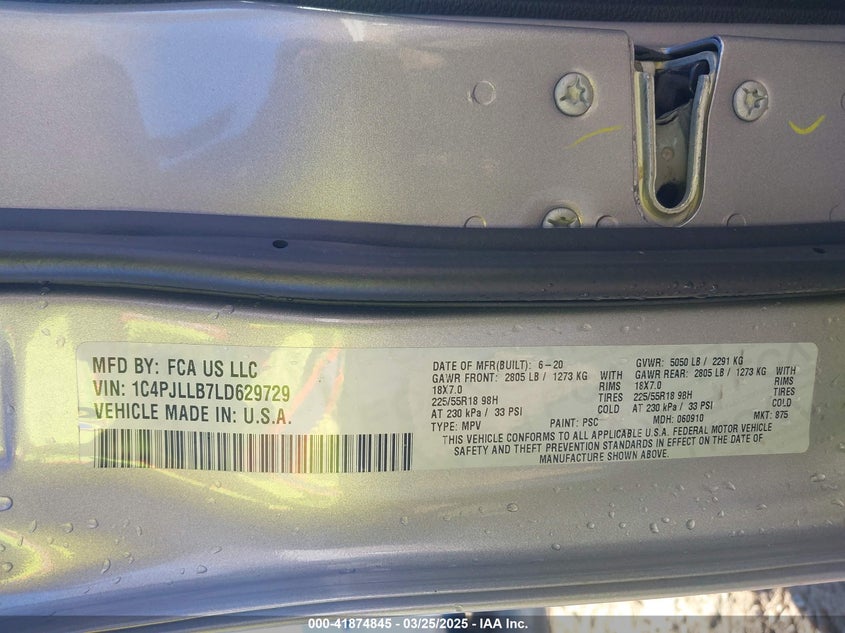 MFD BY: FCA US LLC
VIN: 1C4PJLLB7LD629729
VEHICLE MADE IN: U.S.A.
DATE OF MFR(BUILT): 6-20 GVWR: 5050 LB / 2291 KG
GAWR FRONT: 2805 LB / 1273 KG WITH GAWR REAR: 2805 LB / 1273 KG WITH
18X7.0 18X7.0
225/55R18 98H TIRES 225/55R18 98H TIRES
AT 230 kPa / 33 PSI COLD AT 230 kPa / 33 PSI COLD
TYPE: MPV PAINT: PSC MDH: 060910 MKT: 875
THIS VEHICLE CONFORMS TO ALL APPLICABLE U.S.A. FEDERAL MOTOR VEHICLE
SAFETY AND THEFT PREVENTION STANDARDS IN EFFECT ON THE DATE OF
MANUFACTURE SHOWN ABOVE.
000-41874845 - 03/25/2025 - IAA Inc.